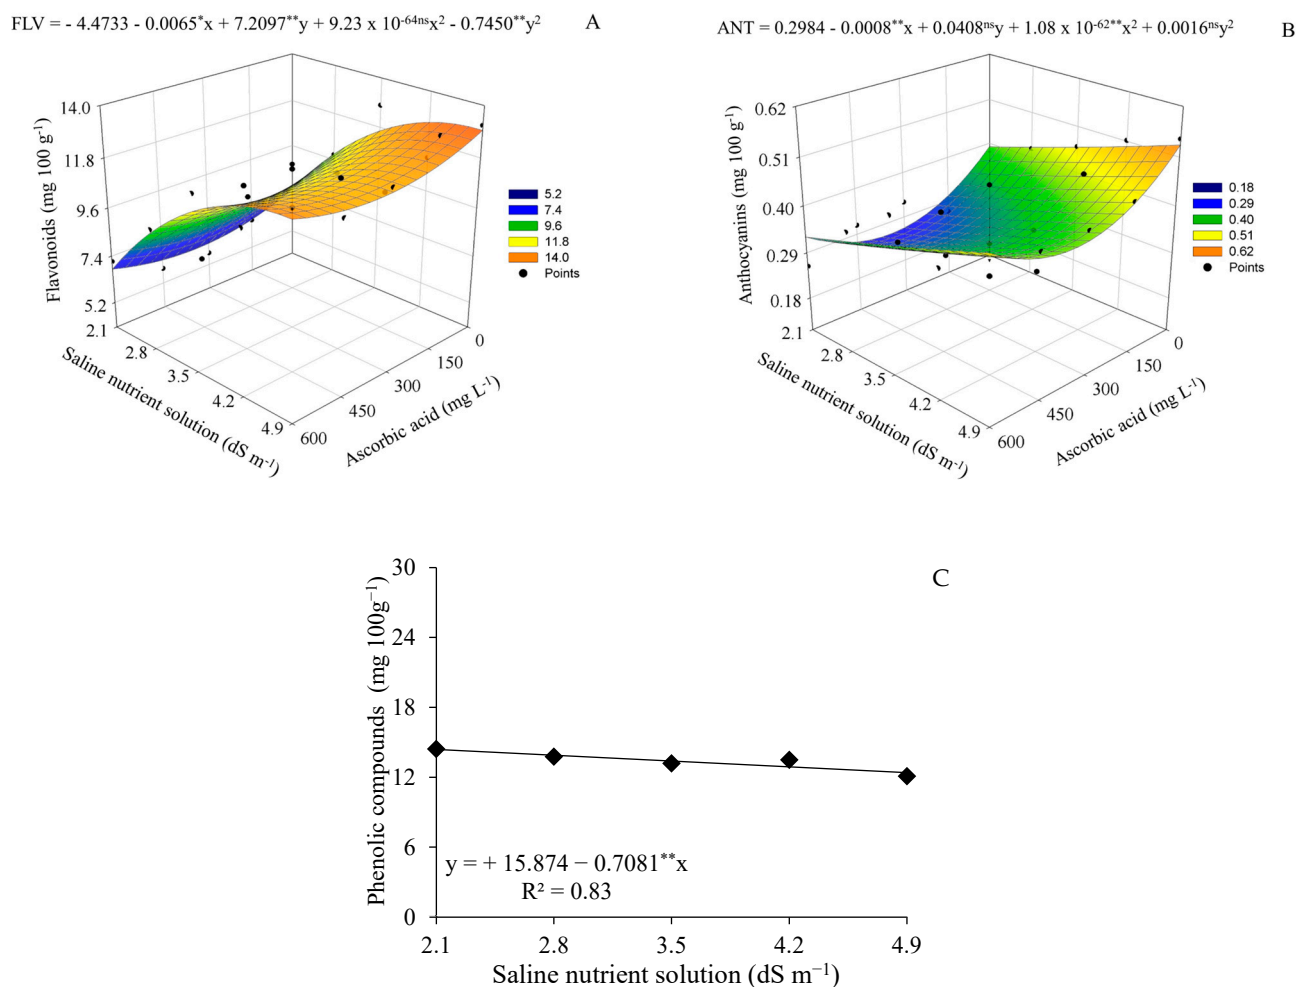 FLV = - 4.4733 - 0.0065*x + 7.2097**y + 9.23 x 10-64nsx2 - 0.7450**y2
A
14.0
11.8
9.6
7.4
5.2
2.1
Flavonoids (mg 100 g-1)
2.8
3.5
4.2
4.9
Saline nutrient solution (dS m-1)
0
150
300
450
600
Ascorbic acid (mg L-1)
5.2
7.4
9.6
11.8
14.0
Points
ANT = 0.2984 - 0.0008**x + 0.0408nsy + 1.08 x 10-62**x2 + 0.0016nsy2
B
0.62
0.51
0.40
0.29
0.18
2.1
Anthocyanins (mg 100 g-1)
2.8
3.5
4.2
4.9
Saline nutrient solution (dS m-1)
0
150
300
450
600
Ascorbic acid (mg L-1)
0.18
0.29
0.40
0.51
0.62
Points
C
30
24
18
12
6
0
Phenolic compounds (mg 100g−1)
y = + 15.874 − 0.7081**x
R² = 0.83
2.1 2.8 3.5 4.2 4.9
Saline nutrient solution (dS m−1)